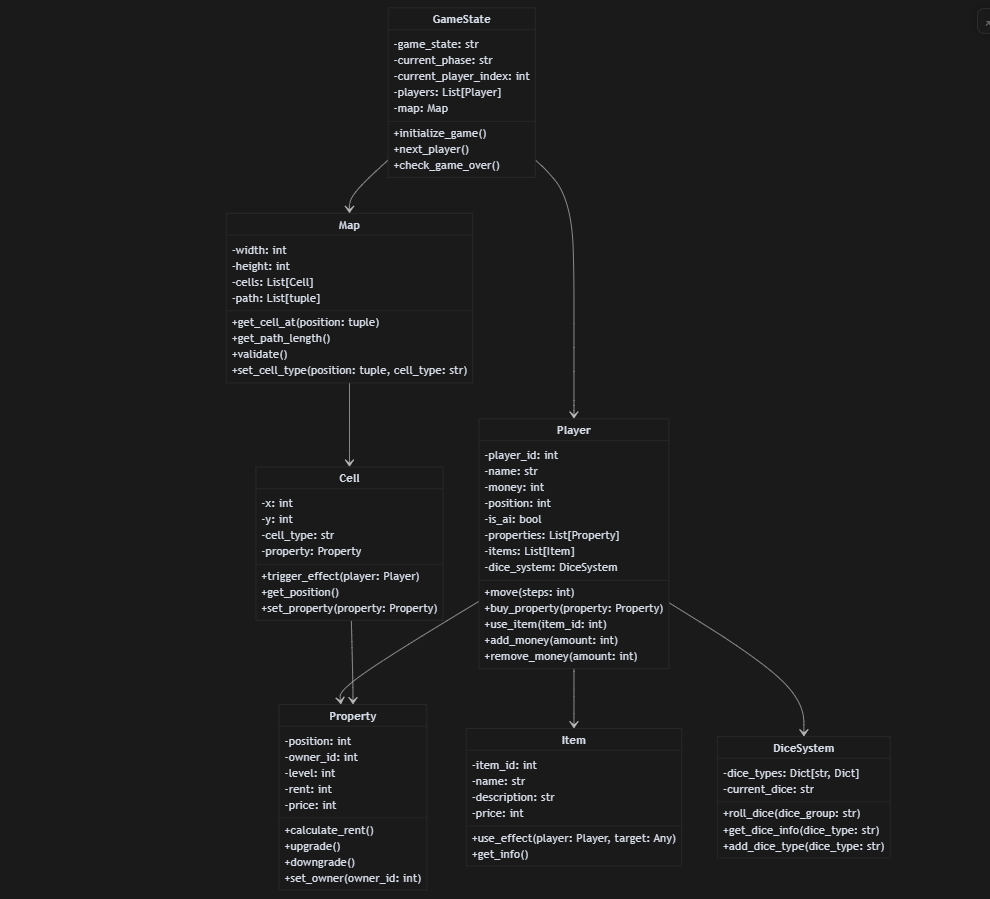 GameState
-game_state: str
-current_phase: str
-current_player_index: int
-players: List[Player]
-map: Map
+initialize_game()
+next_player()
+check_game_over()
Map
-width: int
-height: int
-cells: List[Cell]
-path: List[tuple]
+get_cell_at(position: tuple)
+get_path_length()
+validate()
+set_cell_type(position: tuple, cell_type: str)
Player
-player_id: int
-name: str
-money: int
-position: int
-is_ai: bool
-properties: List[Property]
-items: List[Item]
-dice_system: DiceSystem
+move(steps: int)
+buy_property(property: Property)
+use_item(item_id: int)
+add_money(amount: int)
+remove_money(amount: int)
Cell
-x: int
-y: int
-cell_type: str
-property: Property
+trigger_effect(player: Player)
+get_position()
+set_property(property: Property)
Property
-position: int
-owner_id: int
-level: int
-rent: int
-price: int
+calculate_rent()
+upgrade()
+downgrade()
+set_owner(owner_id: int)
Item
-item_id: int
-name: str
-description: str
-price: int
+use_effect(player: Player, target: Any)
+get_info()
DiceSystem
-dice_types: Dict[str, Dict]
-current_dice: str
+roll_dice(dice_group: str)
+get_dice_info(dice_type: str)
+add_dice_type(dice_type: str)